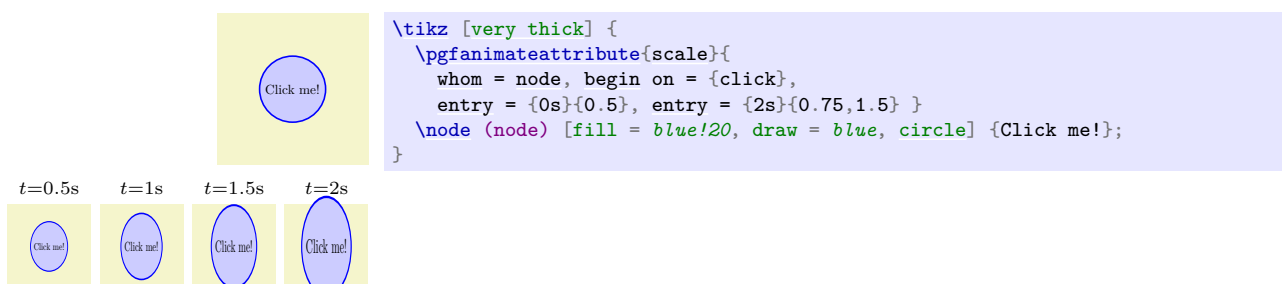 Click me!
\tikz [very thick] {
  \pgfanimateattribute{scale}{
    whom = node, begin on = {click},
    entry = {0s}{0.5}, entry = {2s}{0.75,1.5} }
  \node (node) [fill = blue!20, draw = blue, circle] {Click me!};
}
t=0.5s t=1s t=1.5s t=2s
Click me! Click me! Click me! Click me!